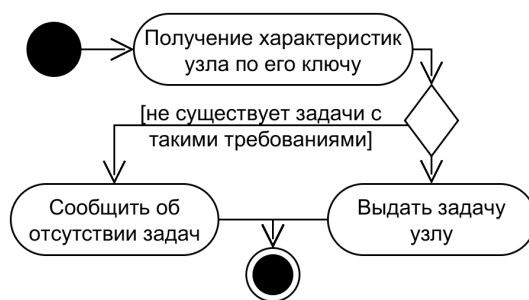 Получение характеристик
узла по его ключу
[не существует задачи с
такими требованиями]
Сообщить об
отсутствии задач
Выдать задачу
узлу